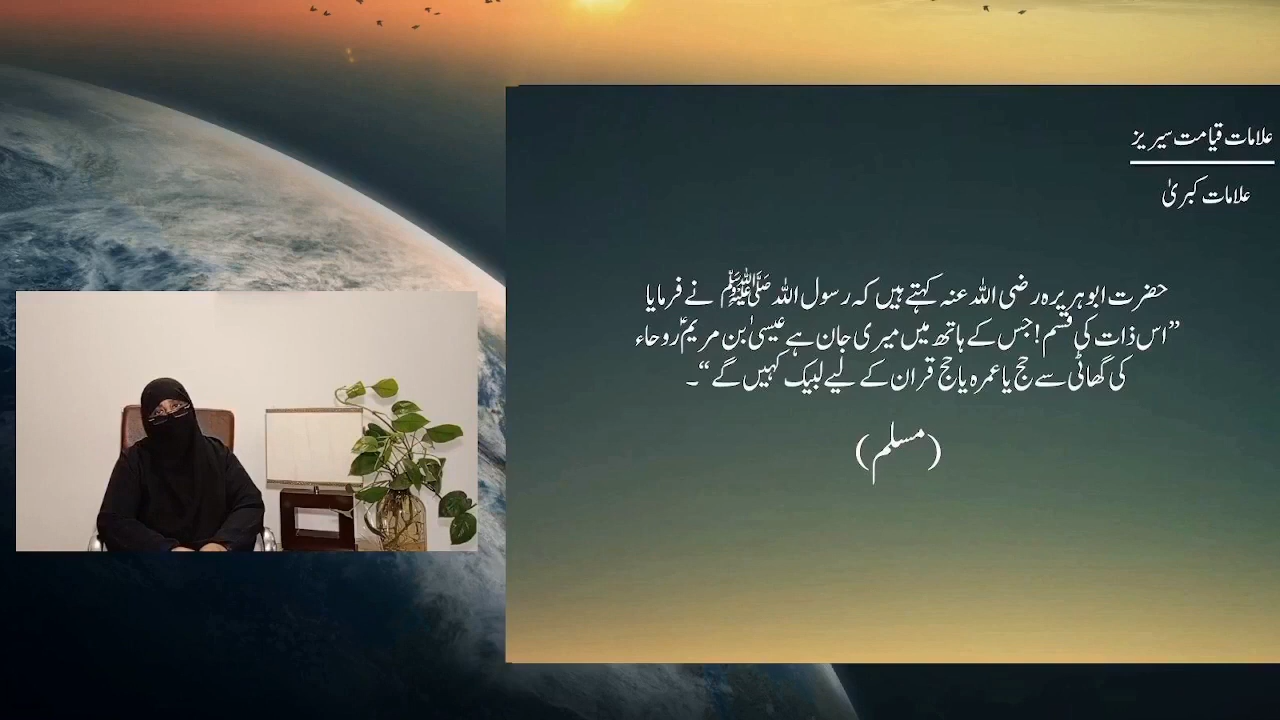 علامات قیامت سیریز
علامات کبریٰ
حضرت ابوہریرہ رضی اللہ عنہ کہتے ہیں کہ رسول اللہ ﷺ نے فرمایا
”اس ذات کی قسم! جس کے ہاتھ میں میری جان ہے عیسیٰ بن مریمؑ روحاء
کی گھاٹی سے حج یا عمرہ یا حج قران کے لیے لبیک کہیں گے“۔
(مسلم)